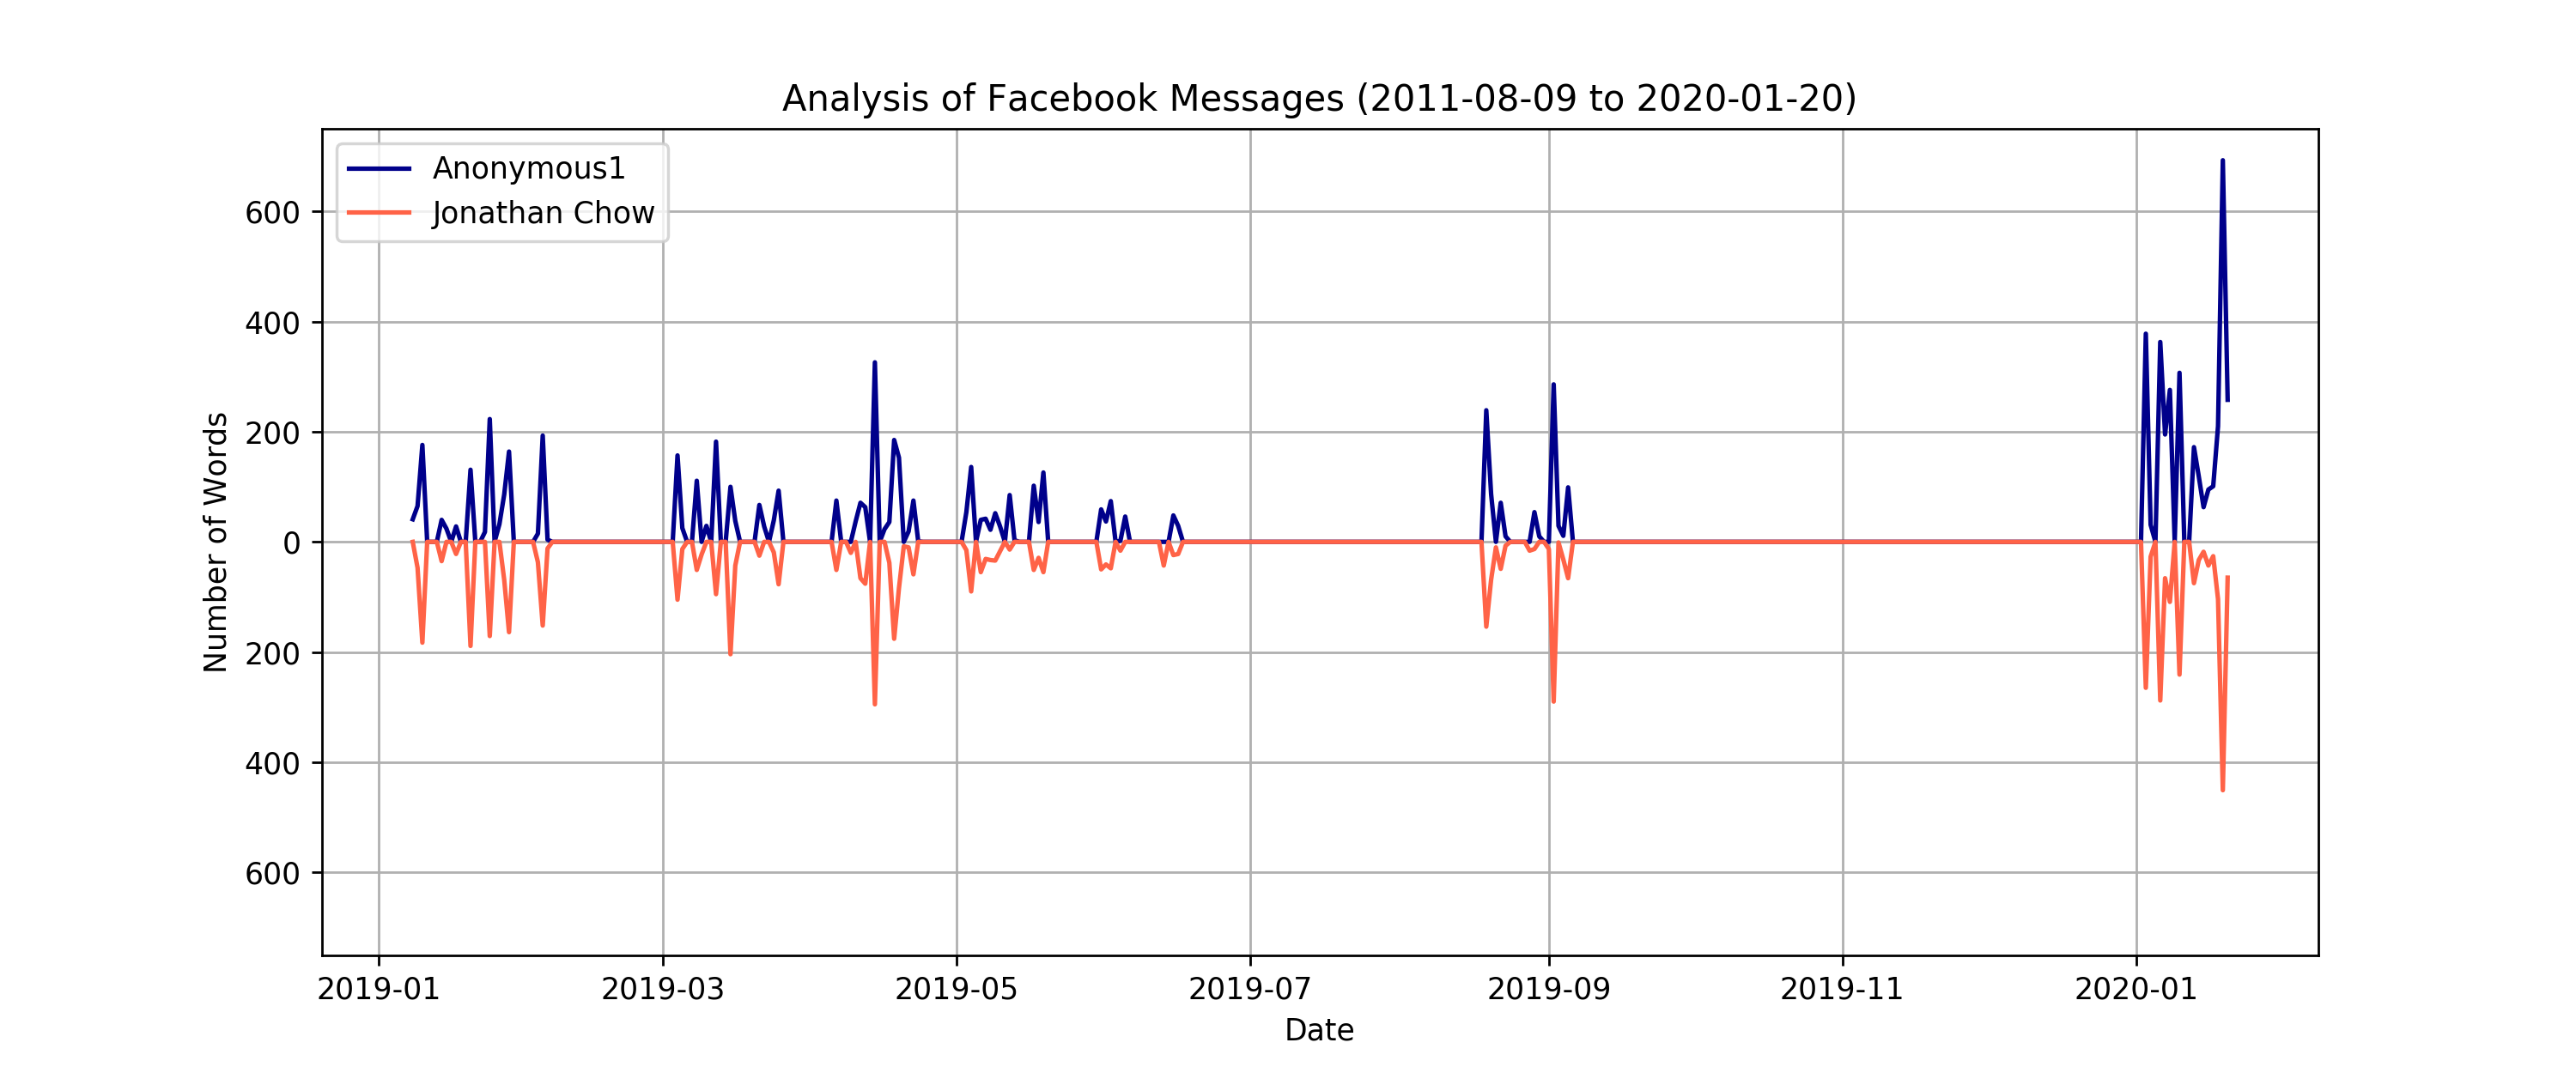 Analysis of Facebook Messages (2011-08-09 to 2020-01-20)
Anonymous1
Jonathan Chow
600
400
200
0
200
400
600
Number of Words
2019-01 2019-03 2019-05 2019-07 2019-09 2019-11 2020-01
Date